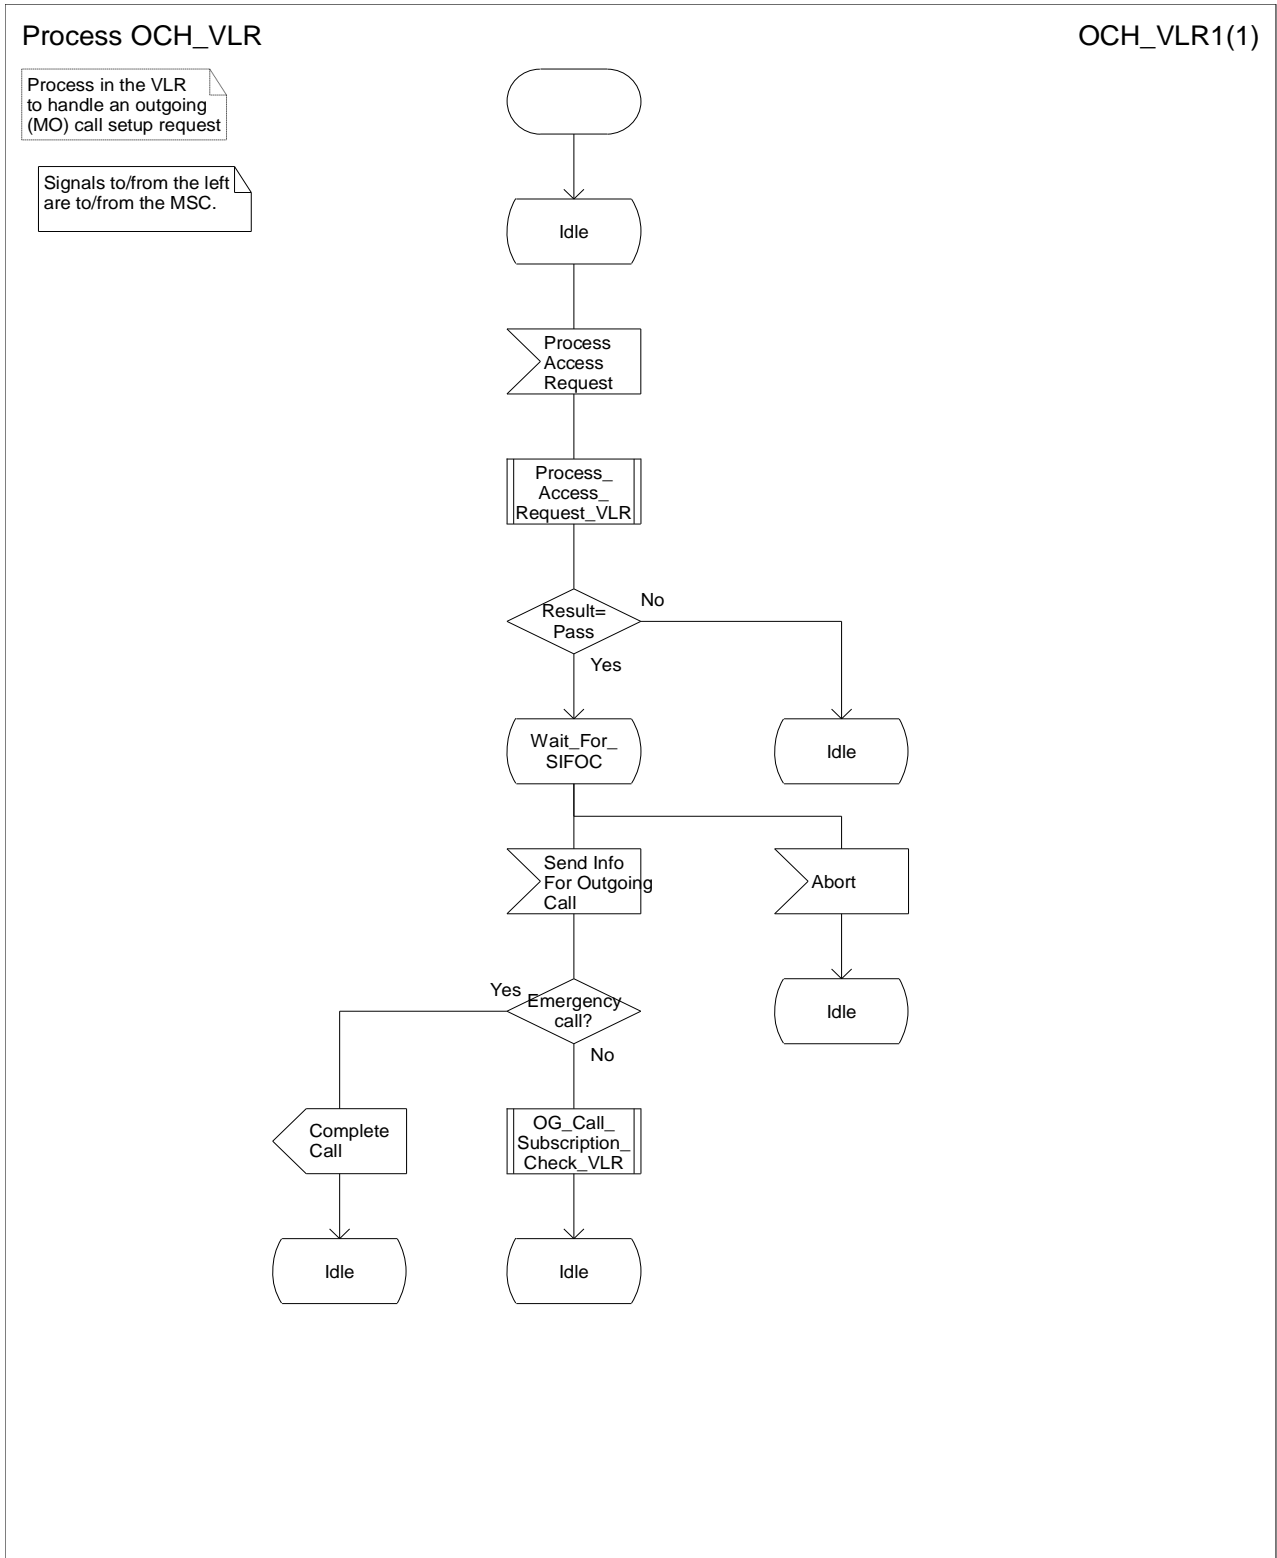 Process OCH_VLR
OCH_VLR1(1)
Process in the VLR
to handle an outgoing
(MO) call setup request
Signals to/from the left
are to/from the MSC.
Idle
Process
Access
Request
Process_
Access_
Request_VLR
Result=
Pass
No
Yes
Wait_For_
SIFOC
Idle
Send Info
For Outgoing
Call
Abort
Yes
Emergency
call?
No
Idle
Complete
Call
OG_Call_
Subscription_
Check_VLR
Idle
Idle